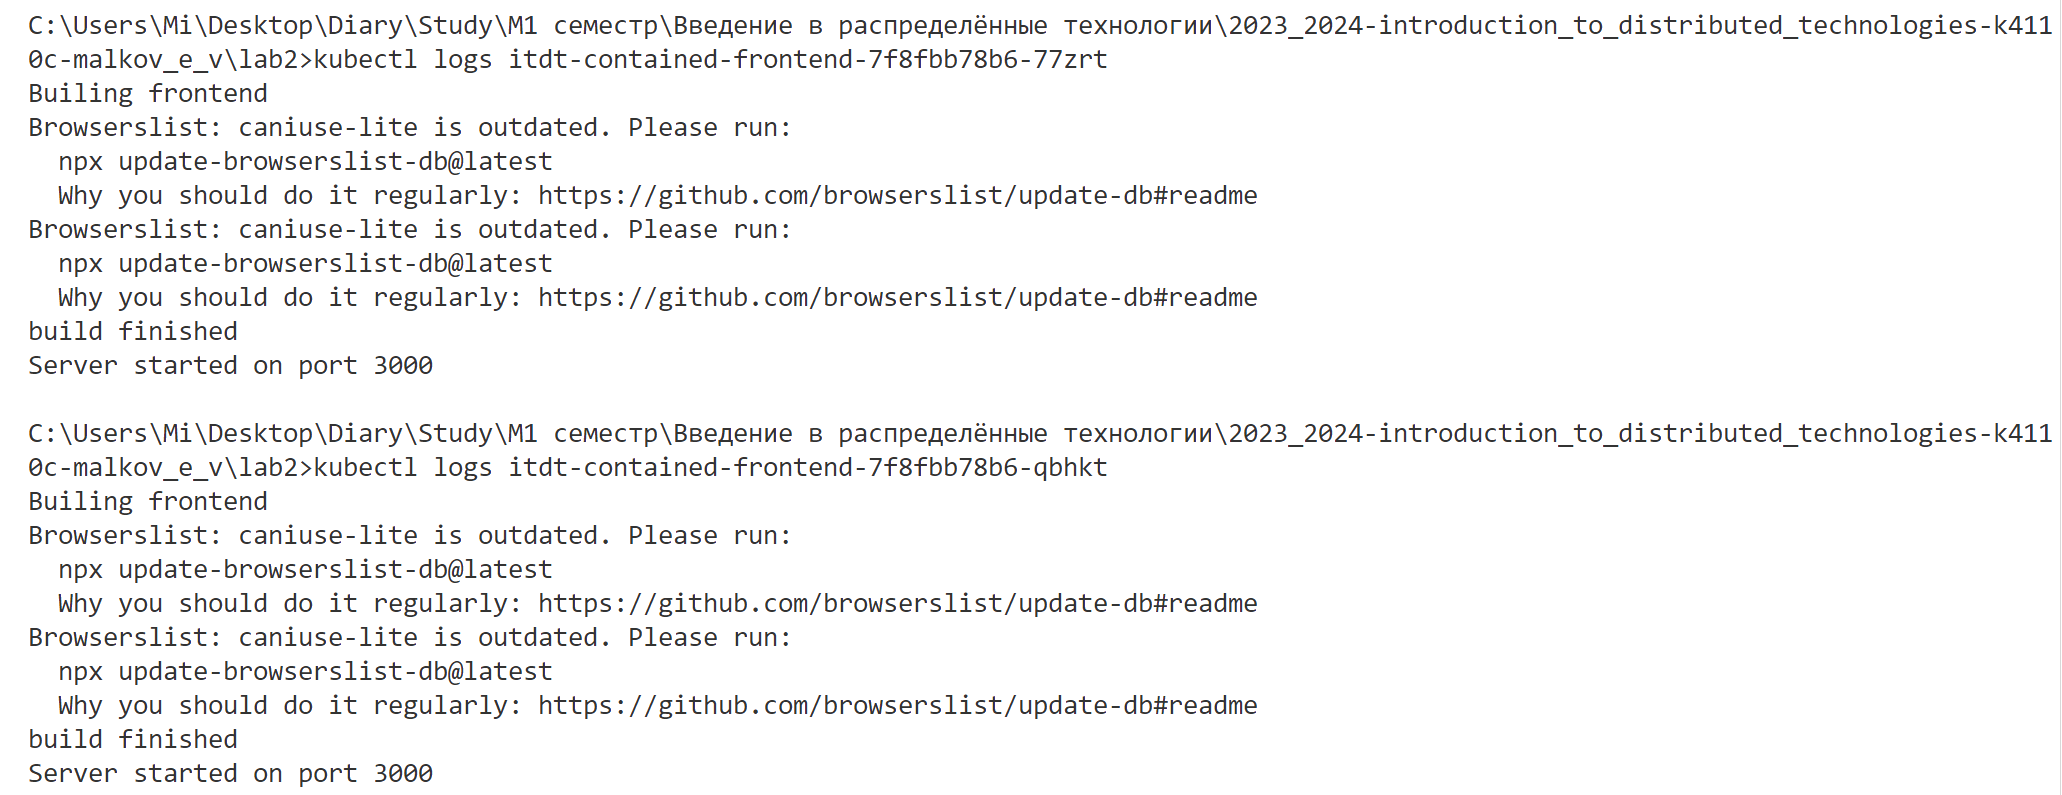 C:\Users\Mi\Desktop\Diary\Study\M1 семестр\Введение в распределённые технологии\2023_2024-introduction_to_distributed_technologies-k411
0c-malkov_e_v\lab2>kubectl logs itdt-contained-frontend-7f8fbb78b6-77zrt
Builing frontend
Browserslist: caniuse-lite is outdated. Please run:
  npx update-browserslist-db@latest
  Why you should do it regularly: https://github.com/browserslist/update-db#readme
Browserslist: caniuse-lite is outdated. Please run:
  npx update-browserslist-db@latest
  Why you should do it regularly: https://github.com/browserslist/update-db#readme
build finished
Server started on port 3000

C:\Users\Mi\Desktop\Diary\Study\M1 семестр\Введение в распределённые технологии\2023_2024-introduction_to_distributed_technologies-k411
0c-malkov_e_v\lab2>kubectl logs itdt-contained-frontend-7f8fbb78b6-qbhkt
Builing frontend
Browserslist: caniuse-lite is outdated. Please run:
  npx update-browserslist-db@latest
  Why you should do it regularly: https://github.com/browserslist/update-db#readme
Browserslist: caniuse-lite is outdated. Please run:
  npx update-browserslist-db@latest
  Why you should do it regularly: https://github.com/browserslist/update-db#readme
build finished
Server started on port 3000